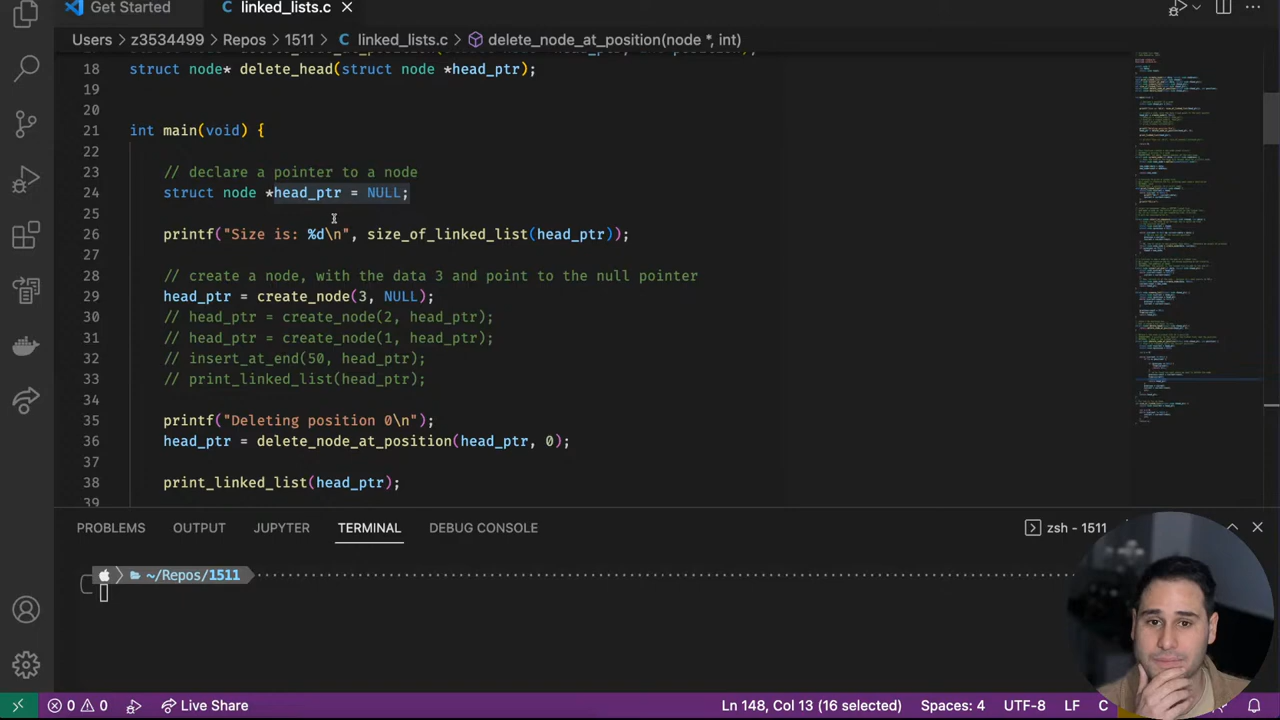 Get Started
linked_lists.c
Users > z3534499 > Repos > 1511 > linked_lists.c > delete_node_at_position(node *, int)
18 struct node* delete_head(struct node *head_ptr);
19
20
21 int main(void) {
22
23 // declare a pointer to a node
24 struct node *head_ptr = NULL;
25
26 printf("Size is: %d\n", size_of_linked_list(head_ptr));
27
28 // create a node, with the data 3, point to the null pointer
29 head_ptr = create_node(3, NULL);
30 // head_ptr = create_node(2, head_ptr);
31 // head_ptr = create_node(1, head_ptr);
32 // insert_at_end(50, head_ptr);
33 // print_linked_list(head_ptr);
34
35 printf("Deleting position 0\n");
36 head_ptr = delete_node_at_position(head_ptr, 0);
37
38 print_linked_list(head_ptr);
39
PROBLEMS OUTPUT JUPYTER TERMINAL DEBUG CONSOLE
zsh - 1511
~/Repos/1511
0 0 Live Share Ln 148, Col 13 (16 selected) Spaces: 4 UTF-8 LF C